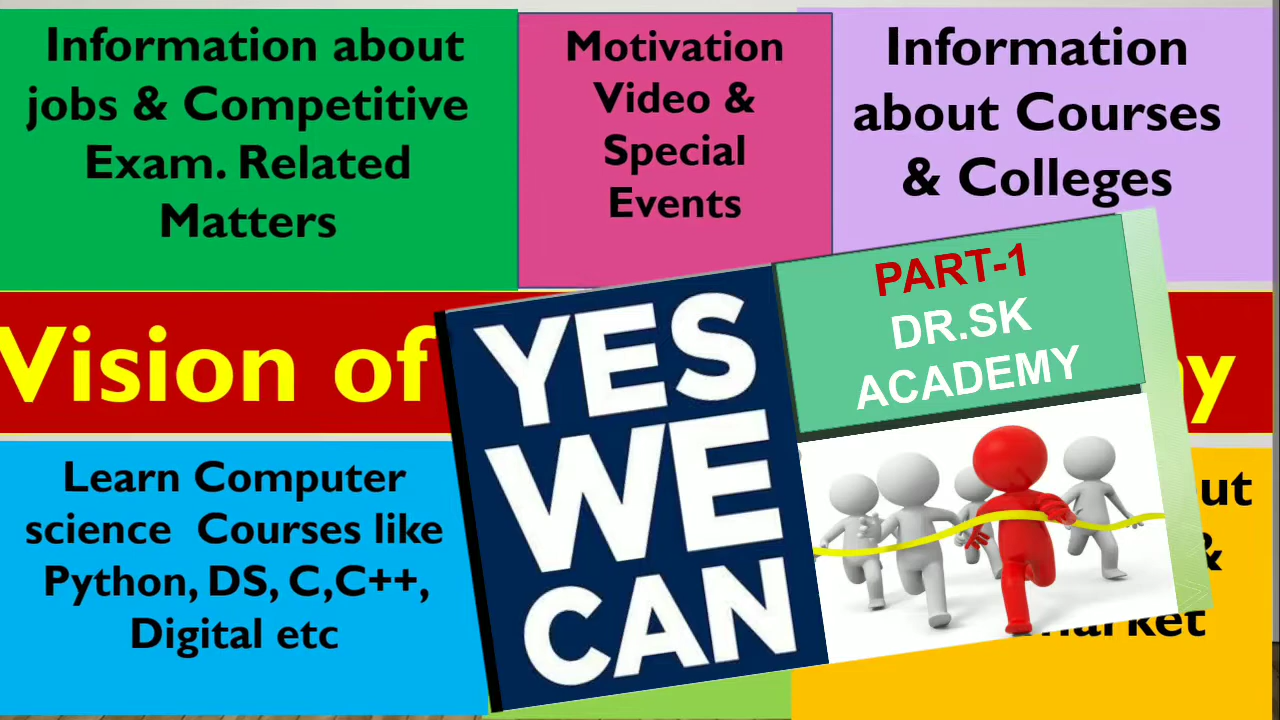 Information about
jobs & Competitive
Exam. Related
Matters
Motivation
Video &
Special
Events
Information
about Courses
& Colleges
Vision of
PART-1
DR.SK
ACADEMY
YES
WE
CAN
Learn Computer
science Courses like
Python, DS, C,C++,
Digital etc
&